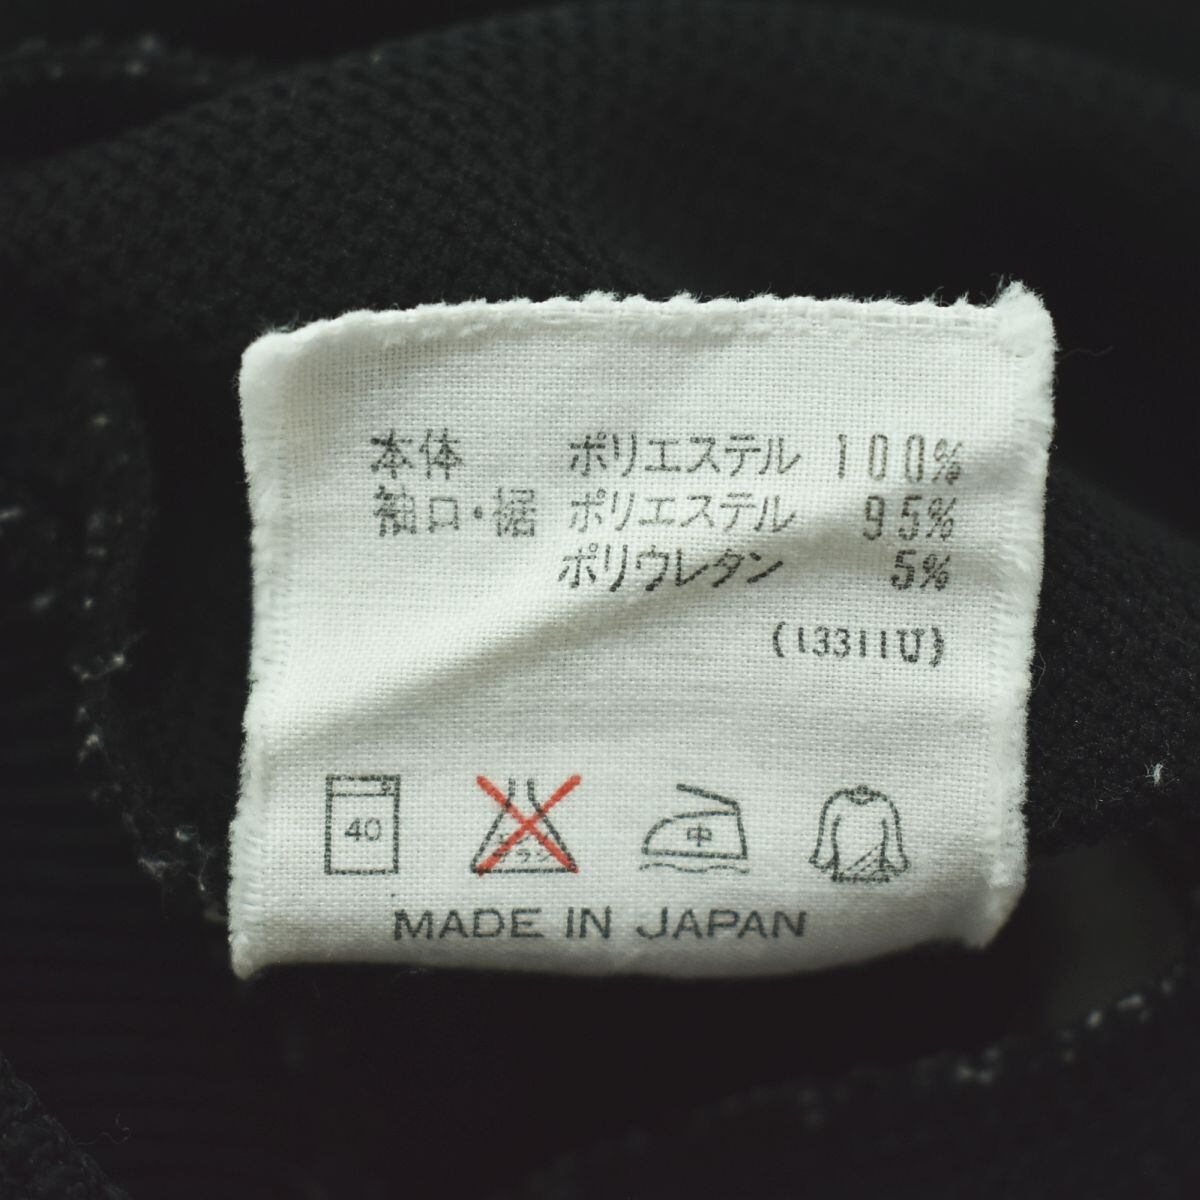 本体 ポリエステル 100%
袖口・裾 ポリエステル 95%
ポリウレタン 5%
(13311U)
40
中
MADE IN JAPAN